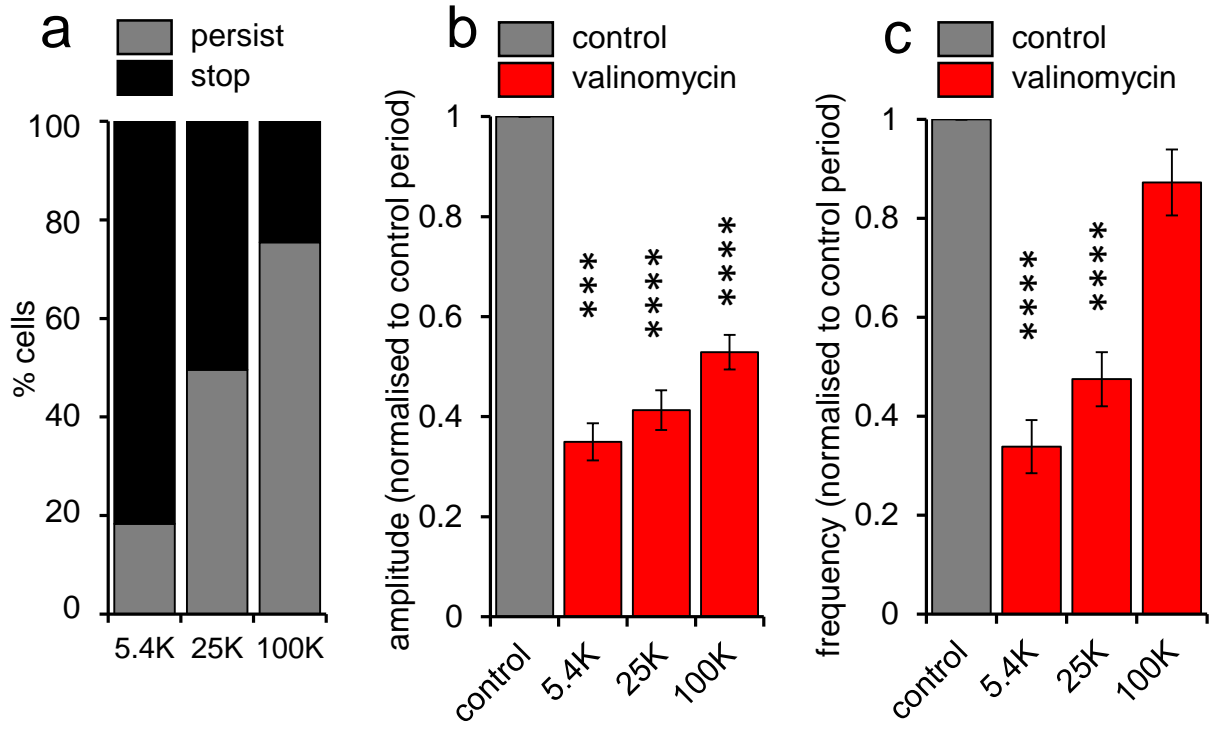 a
persist
stop
% cells
100
80
60
40
20
0
5.4K 25K 100K
b
control
valinomycin
amplitude (normalised to control period)
1
0.8
0.6
0.4
0.2
0
***
****
****
control
5.4K
25K
100K
c
control
valinomycin
frequency (normalised to control period)
1
0.8
0.6
0.4
0.2
0
****
****
control
5.4K
25K
100K